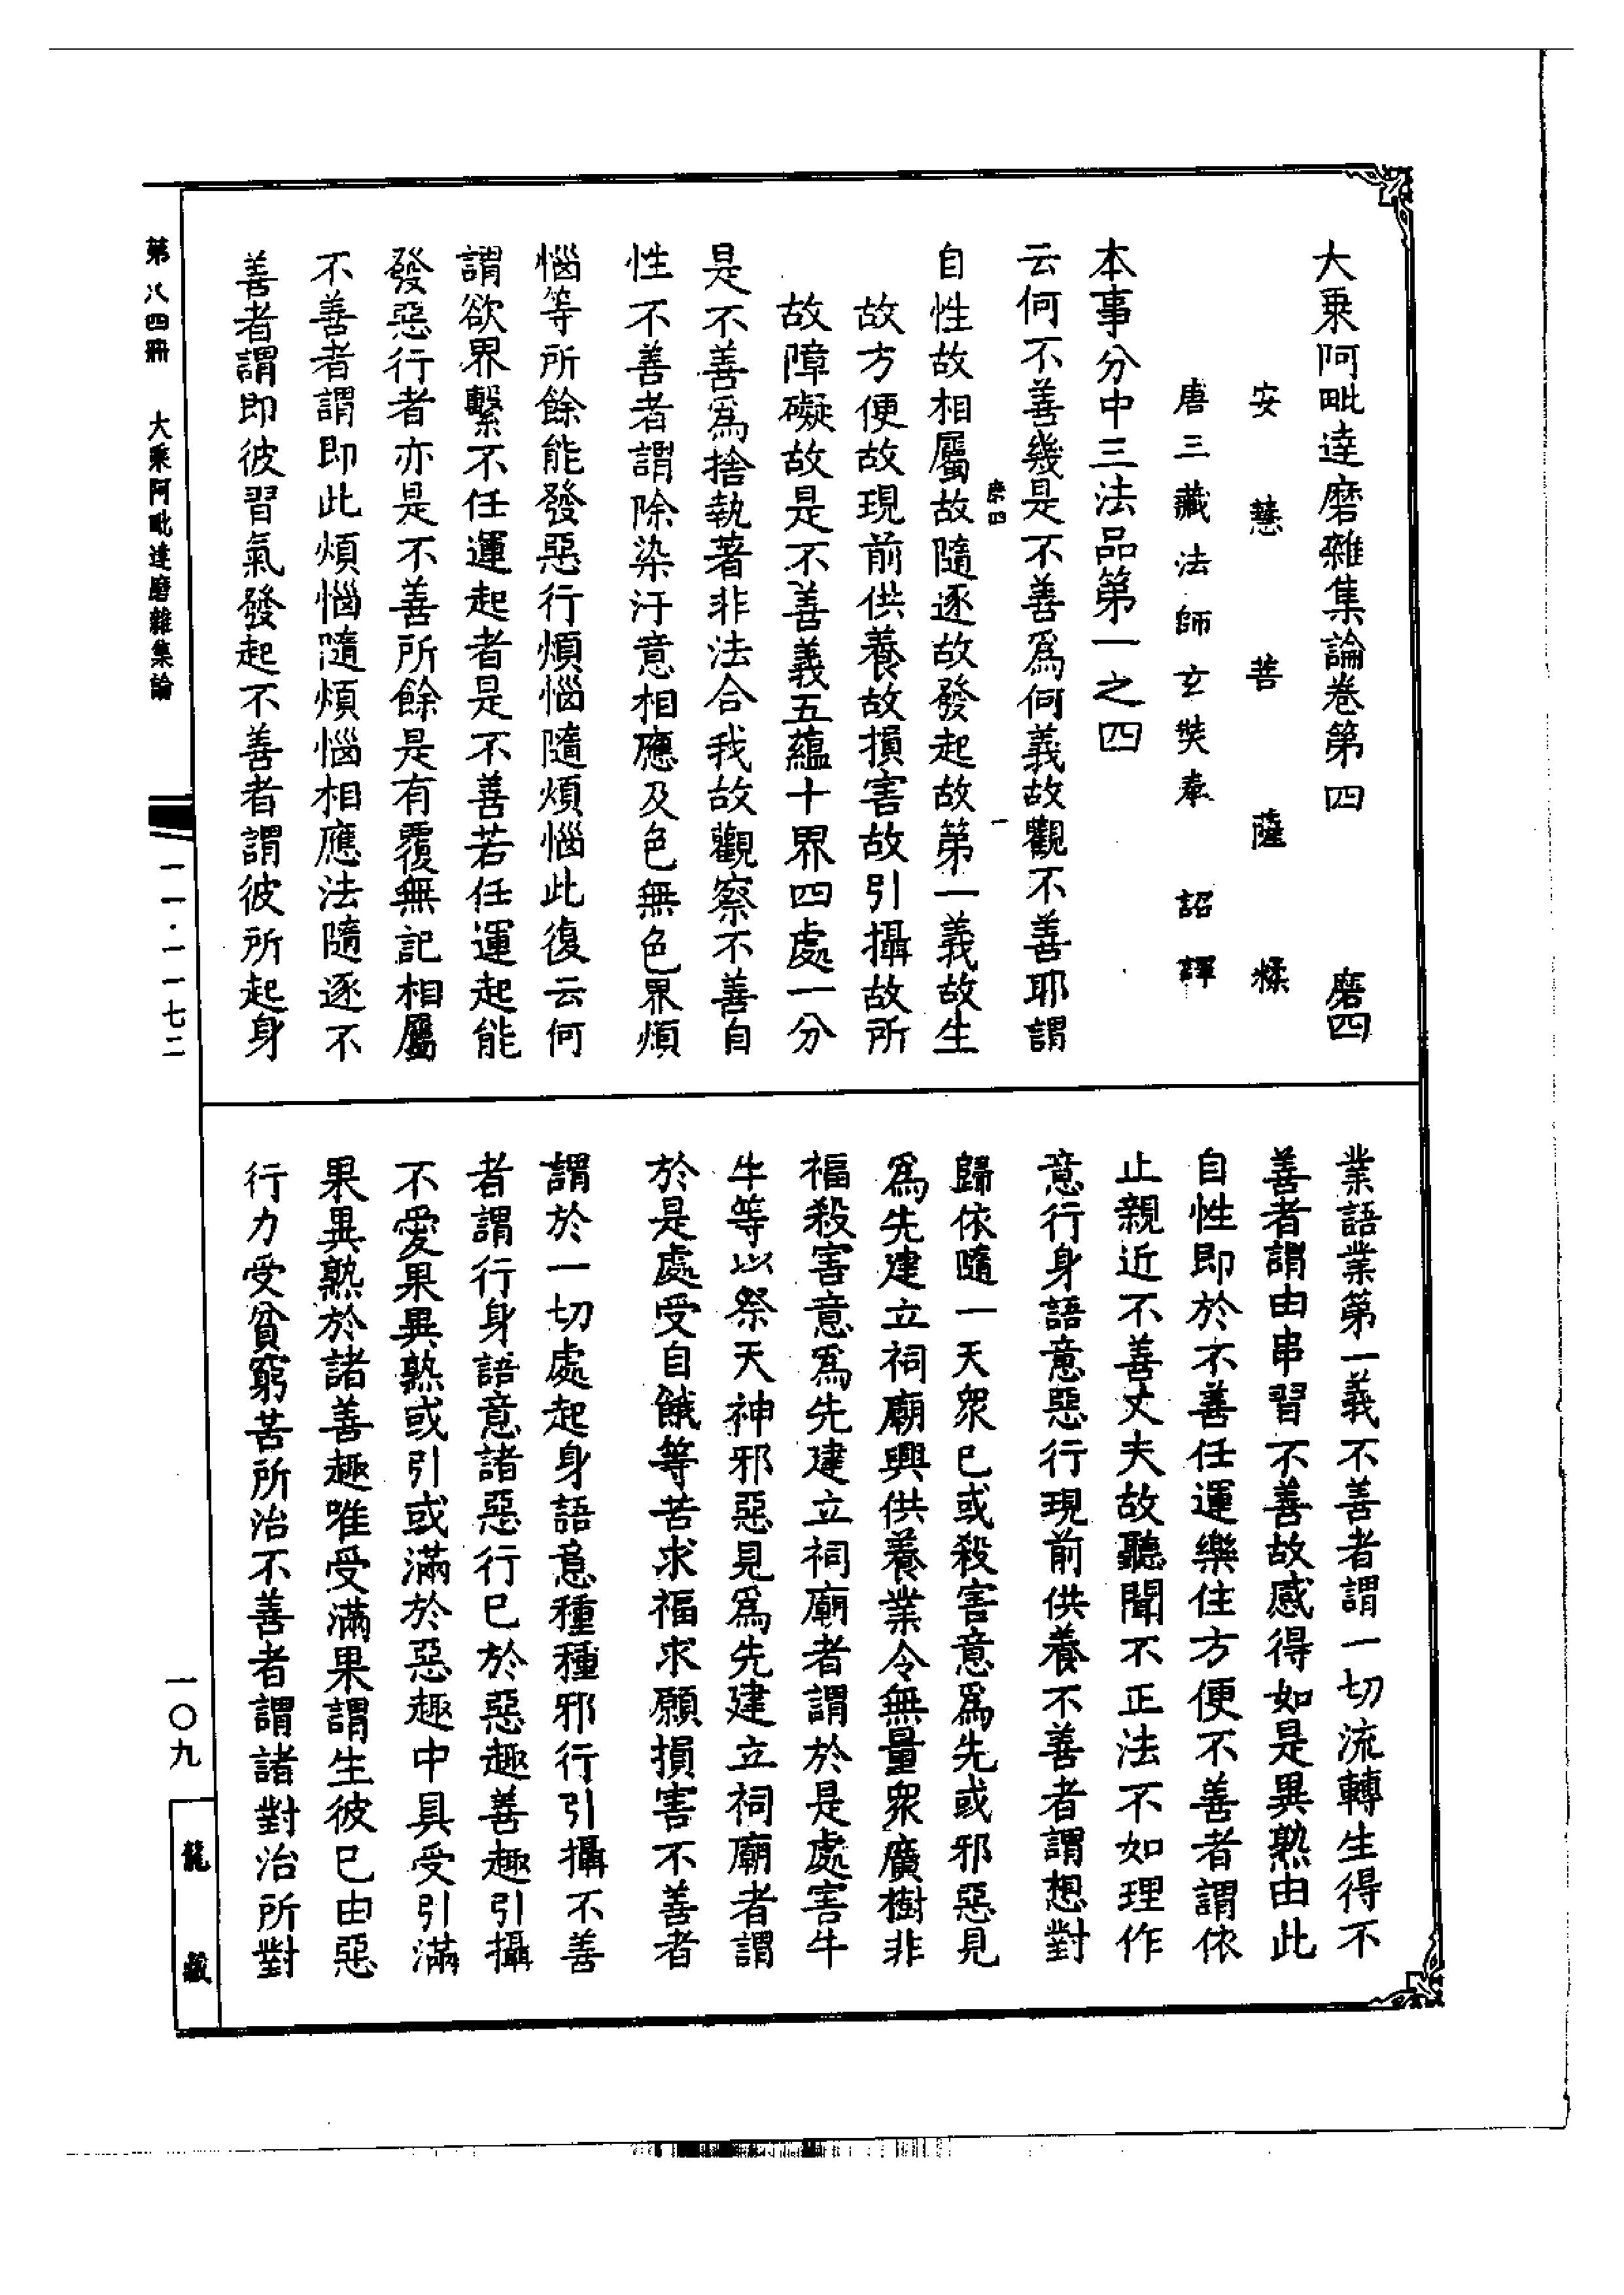 大乘阿毗達磨雜集論卷第四　　磨四
安慧菩薩糅
唐三藏法師玄奘奉　詔譯
本事分中三法品第一之四
云何不善幾是不善爲何義故觀不善耶謂
自性故相屬故隨逐故發起故第一義故生
故方便故現前供養故損害故引攝故所
故障礙故是不善義五蘊十界四處一分
是不善爲捨執著非法合我故觀察不善自
性不善者謂除染汙意相應及色無色界煩
惱等所餘能發惡行煩惱隨煩惱此復云何
謂欲界繫不任運起者是不善若任運起能
發惡行者亦是不善所餘是有覆無記相屬
不善者謂即此煩惱隨煩惱相應法隨逐不
善者謂即彼習氣發起不善者謂彼所起身
業語業第一義不善者謂一切流轉生得不
善者謂由串習不善故感得如是異熟由此
自性即於不善任運樂住方便不善者謂依
止親近不善丈夫故聽聞不正法不如理作
意行身語意惡行現前供養不善者謂想對
歸依隨一天衆已或殺害意爲先或邪惡見
爲先建立祠廟興供養業令無量衆廣樹非
福殺害意爲先建立祠廟者謂於是處害牛
牛等以祭天神邪惡見爲先建立祠廟者謂
於是處受自餓等苦求福求願損害不善者
謂於一切處起身語意種種邪行引攝不善
者謂行身語意諸惡行已於惡趣善趣引攝
不愛果異熟或引或滿於惡趣中具受引滿
果異熟於諸善趣唯受滿果謂生彼已由惡
行力受貧窮苦所治不善者謂諸對治所對
第八四冊　大乘阿毗達磨雜集論
一一·一一七二
一〇九
龍藏